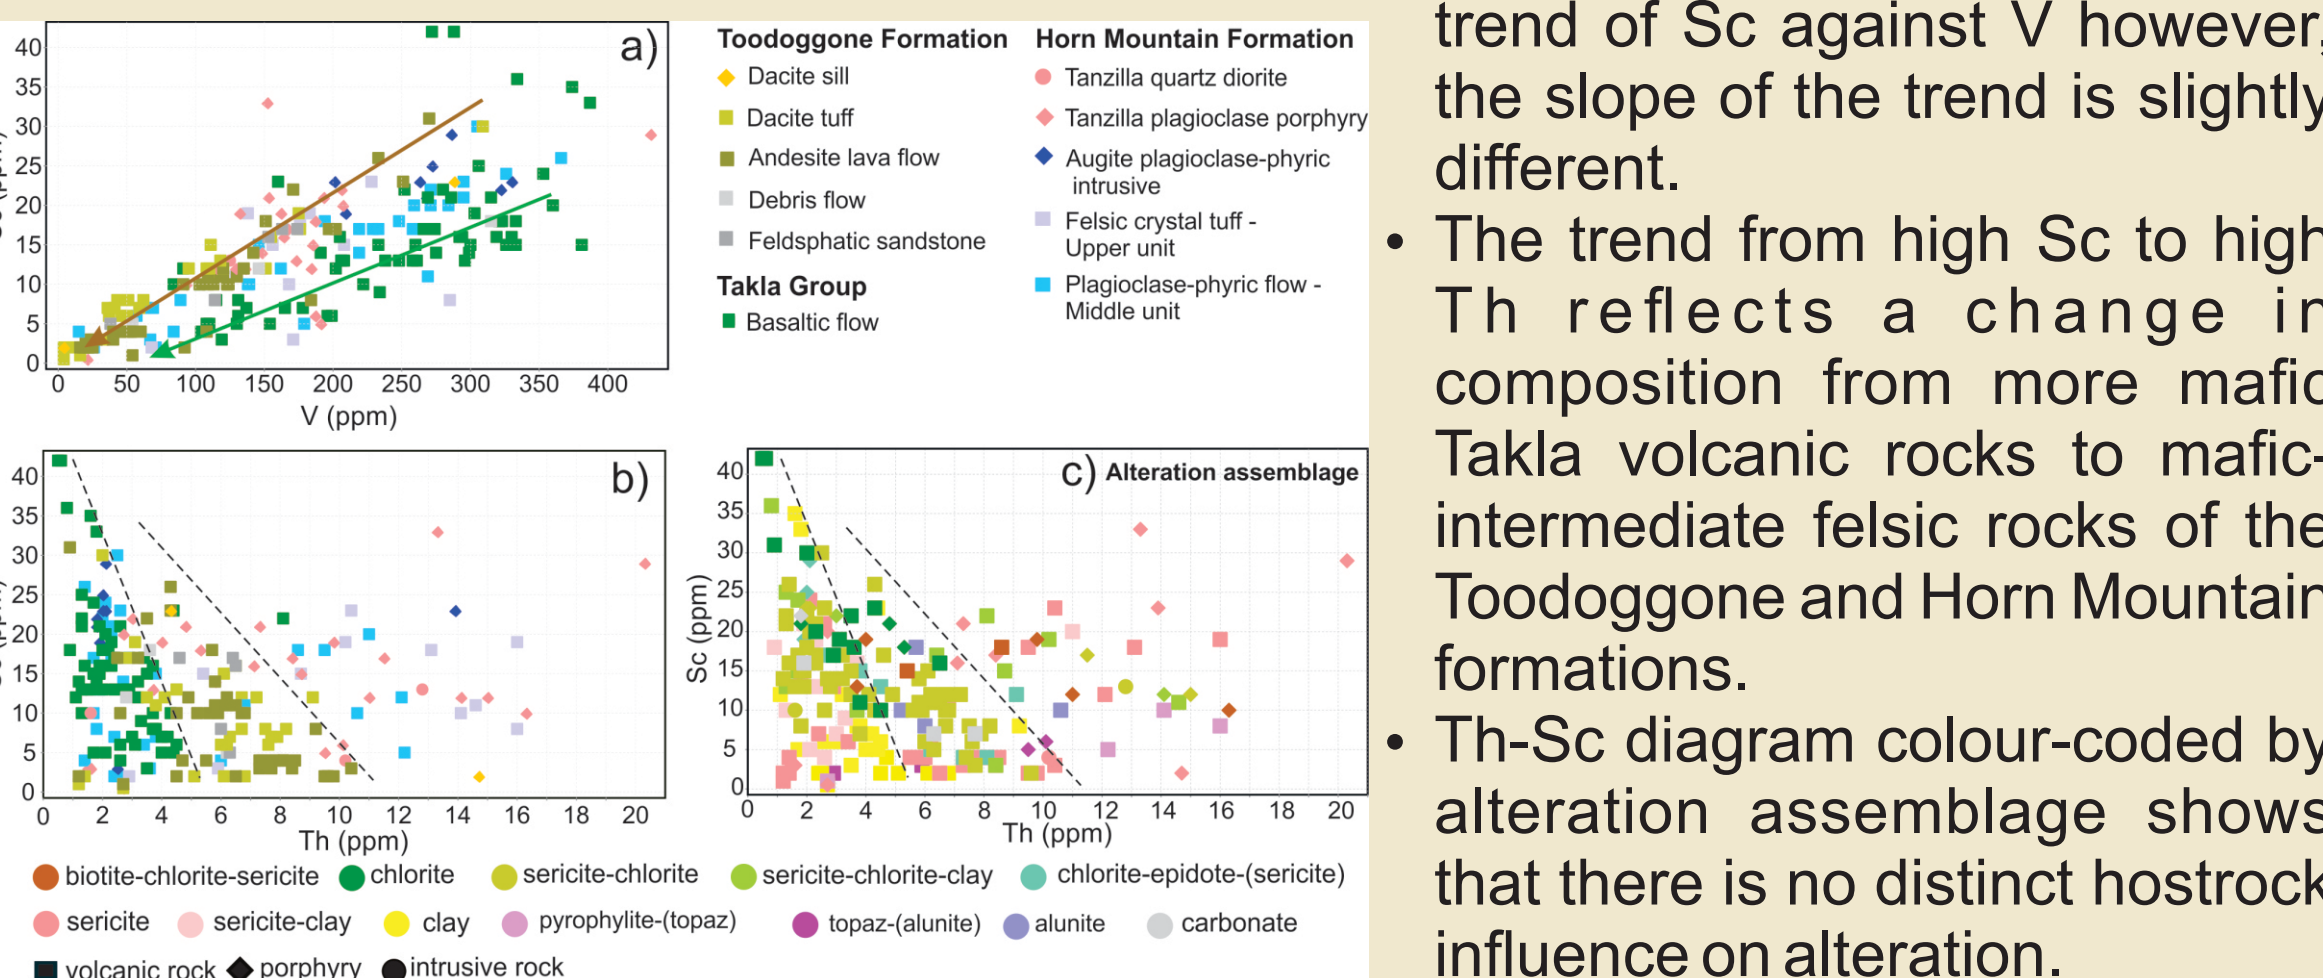 a)
40
35
30
25
20
15
10
5
0
0 50 100 150 200 250 300 350 400
V (ppm)
Toodoggone Formation
Dacite sill
Dacite tuff
Andesite lava flow
Debris flow
Feldsphatic sandstone
Takla Group
Basaltic flow
Horn Mountain Formation
Tanzilla quartz diorite
Tanzilla plagioclase porphyry
Augite plagioclase-phyric
intrusive
Felsic crystal tuff -
Upper unit
Plagioclase-phyric flow -
Middle unit
b)
40
35
30
25
20
15
10
5
0
0 2 4 6 8 10 12 14 16 18 20
Th (ppm)
c) Alteration assemblage
Sc (ppm)
40
35
30
25
20
15
10
5
0
0 2 4 6 8 10 12 14 16 18 20
Th (ppm)
biotite-chlorite-sericite chlorite sericite-chlorite sericite-chlorite-clay chlorite-epidote-(sericite)
sericite sericite-clay clay pyrophylite-(topaz) topaz-(alunite) alunite carbonate
volcanic rock porphyry intrusive rock
trend of Sc against V however,
the slope of the trend is slightly
different.
• The trend from high Sc to high
Th reflects a change in
composition from more mafic
Takla volcanic rocks to mafic-
intermediate felsic rocks of the
Toodoggone and Horn Mountain
formations.
• Th-Sc diagram colour-coded by
alteration assemblage shows
that there is no distinct hostrock
influence on alteration.